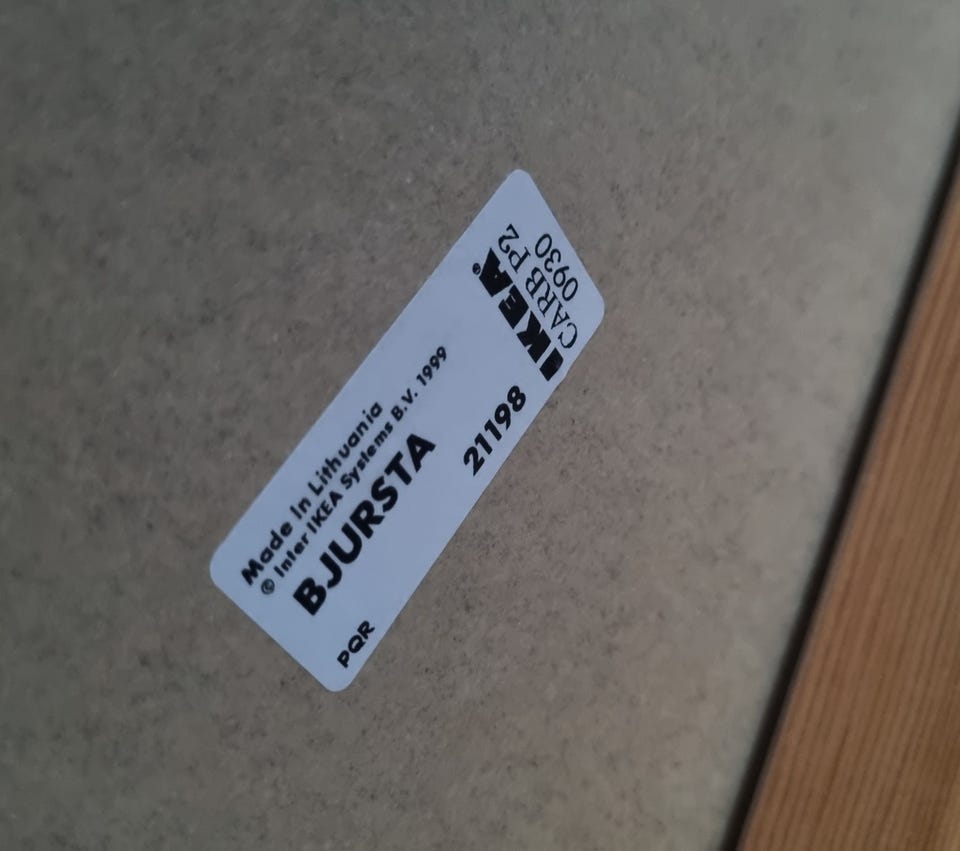 Made In Lithuania
© Inter IKEA Systems B.V. 1999
BJURSTA
PQR
21198
IKEA®
CARB P2
0930